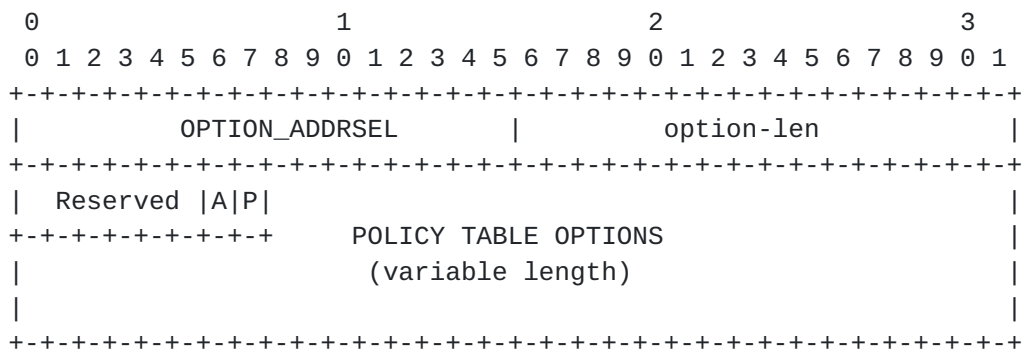 0                   1                   2                   3
 0 1 2 3 4 5 6 7 8 9 0 1 2 3 4 5 6 7 8 9 0 1 2 3 4 5 6 7 8 9 0 1
+-+-+-+-+-+-+-+-+-+-+-+-+-+-+-+-+-+-+-+-+-+-+-+-+-+-+-+-+-+-+-+-+
|          OPTION_ADDRSEL       |         option-len            |
+-+-+-+-+-+-+-+-+-+-+-+-+-+-+-+-+-+-+-+-+-+-+-+-+-+-+-+-+-+-+-+-+
|  Reserved |A|P|                                               |
+-+-+-+-+-+-+-+-+     POLICY TABLE OPTIONS                      |
|                      (variable length)                        |
|                                                               |
+-+-+-+-+-+-+-+-+-+-+-+-+-+-+-+-+-+-+-+-+-+-+-+-+-+-+-+-+-+-+-+-+